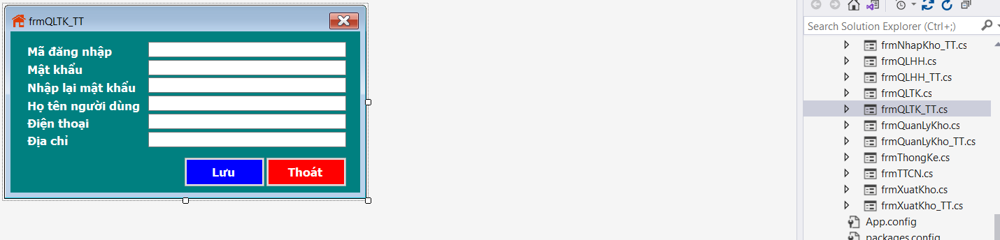 frmQLTK_TT
Mã đăng nhập
Mật khẩu
Nhập lại mật khẩu
Họ tên người dùng
Điện thoại
Địa chỉ
Lưu
Thoát
Search Solution Explorer (Ctrl+;)
frmNhapKho_TT.cs
frmQLHH.cs
frmQLHH_TT.cs
frmQLTK.cs
frmQLTK_TT.cs
frmQuanLyKho.cs
frmQuanLyKho_TT.cs
frmThongKe.cs
frmTTCN.cs
frmXuatKho.cs
frmXuatKho_TT.cs
App.config
packages.config